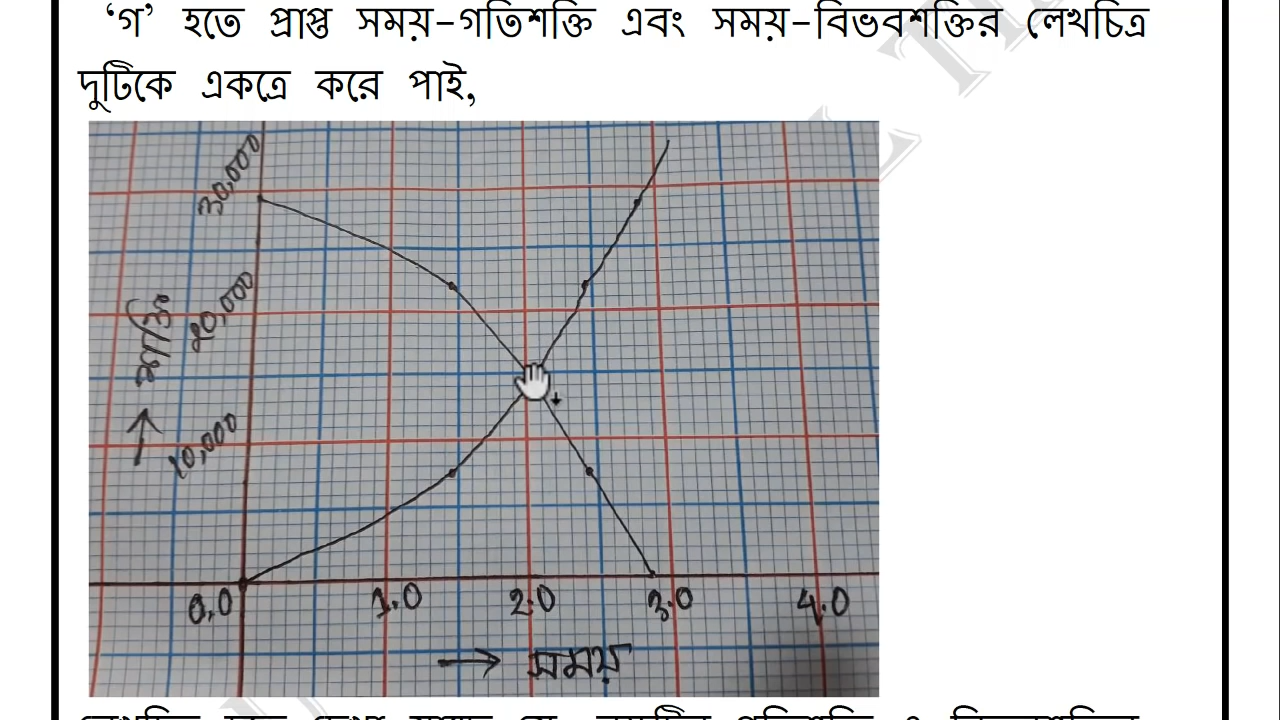 ‘গ’ হতে প্রাপ্ত সময়-গতিশক্তি এবং সময়-বিভবশক্তির লেখচিত্র
দুটিকে একত্রে করে পাই,
30,000
20,000
শক্তি
10,000
0.0 1.0 2.0 3.0 4.0
সময়